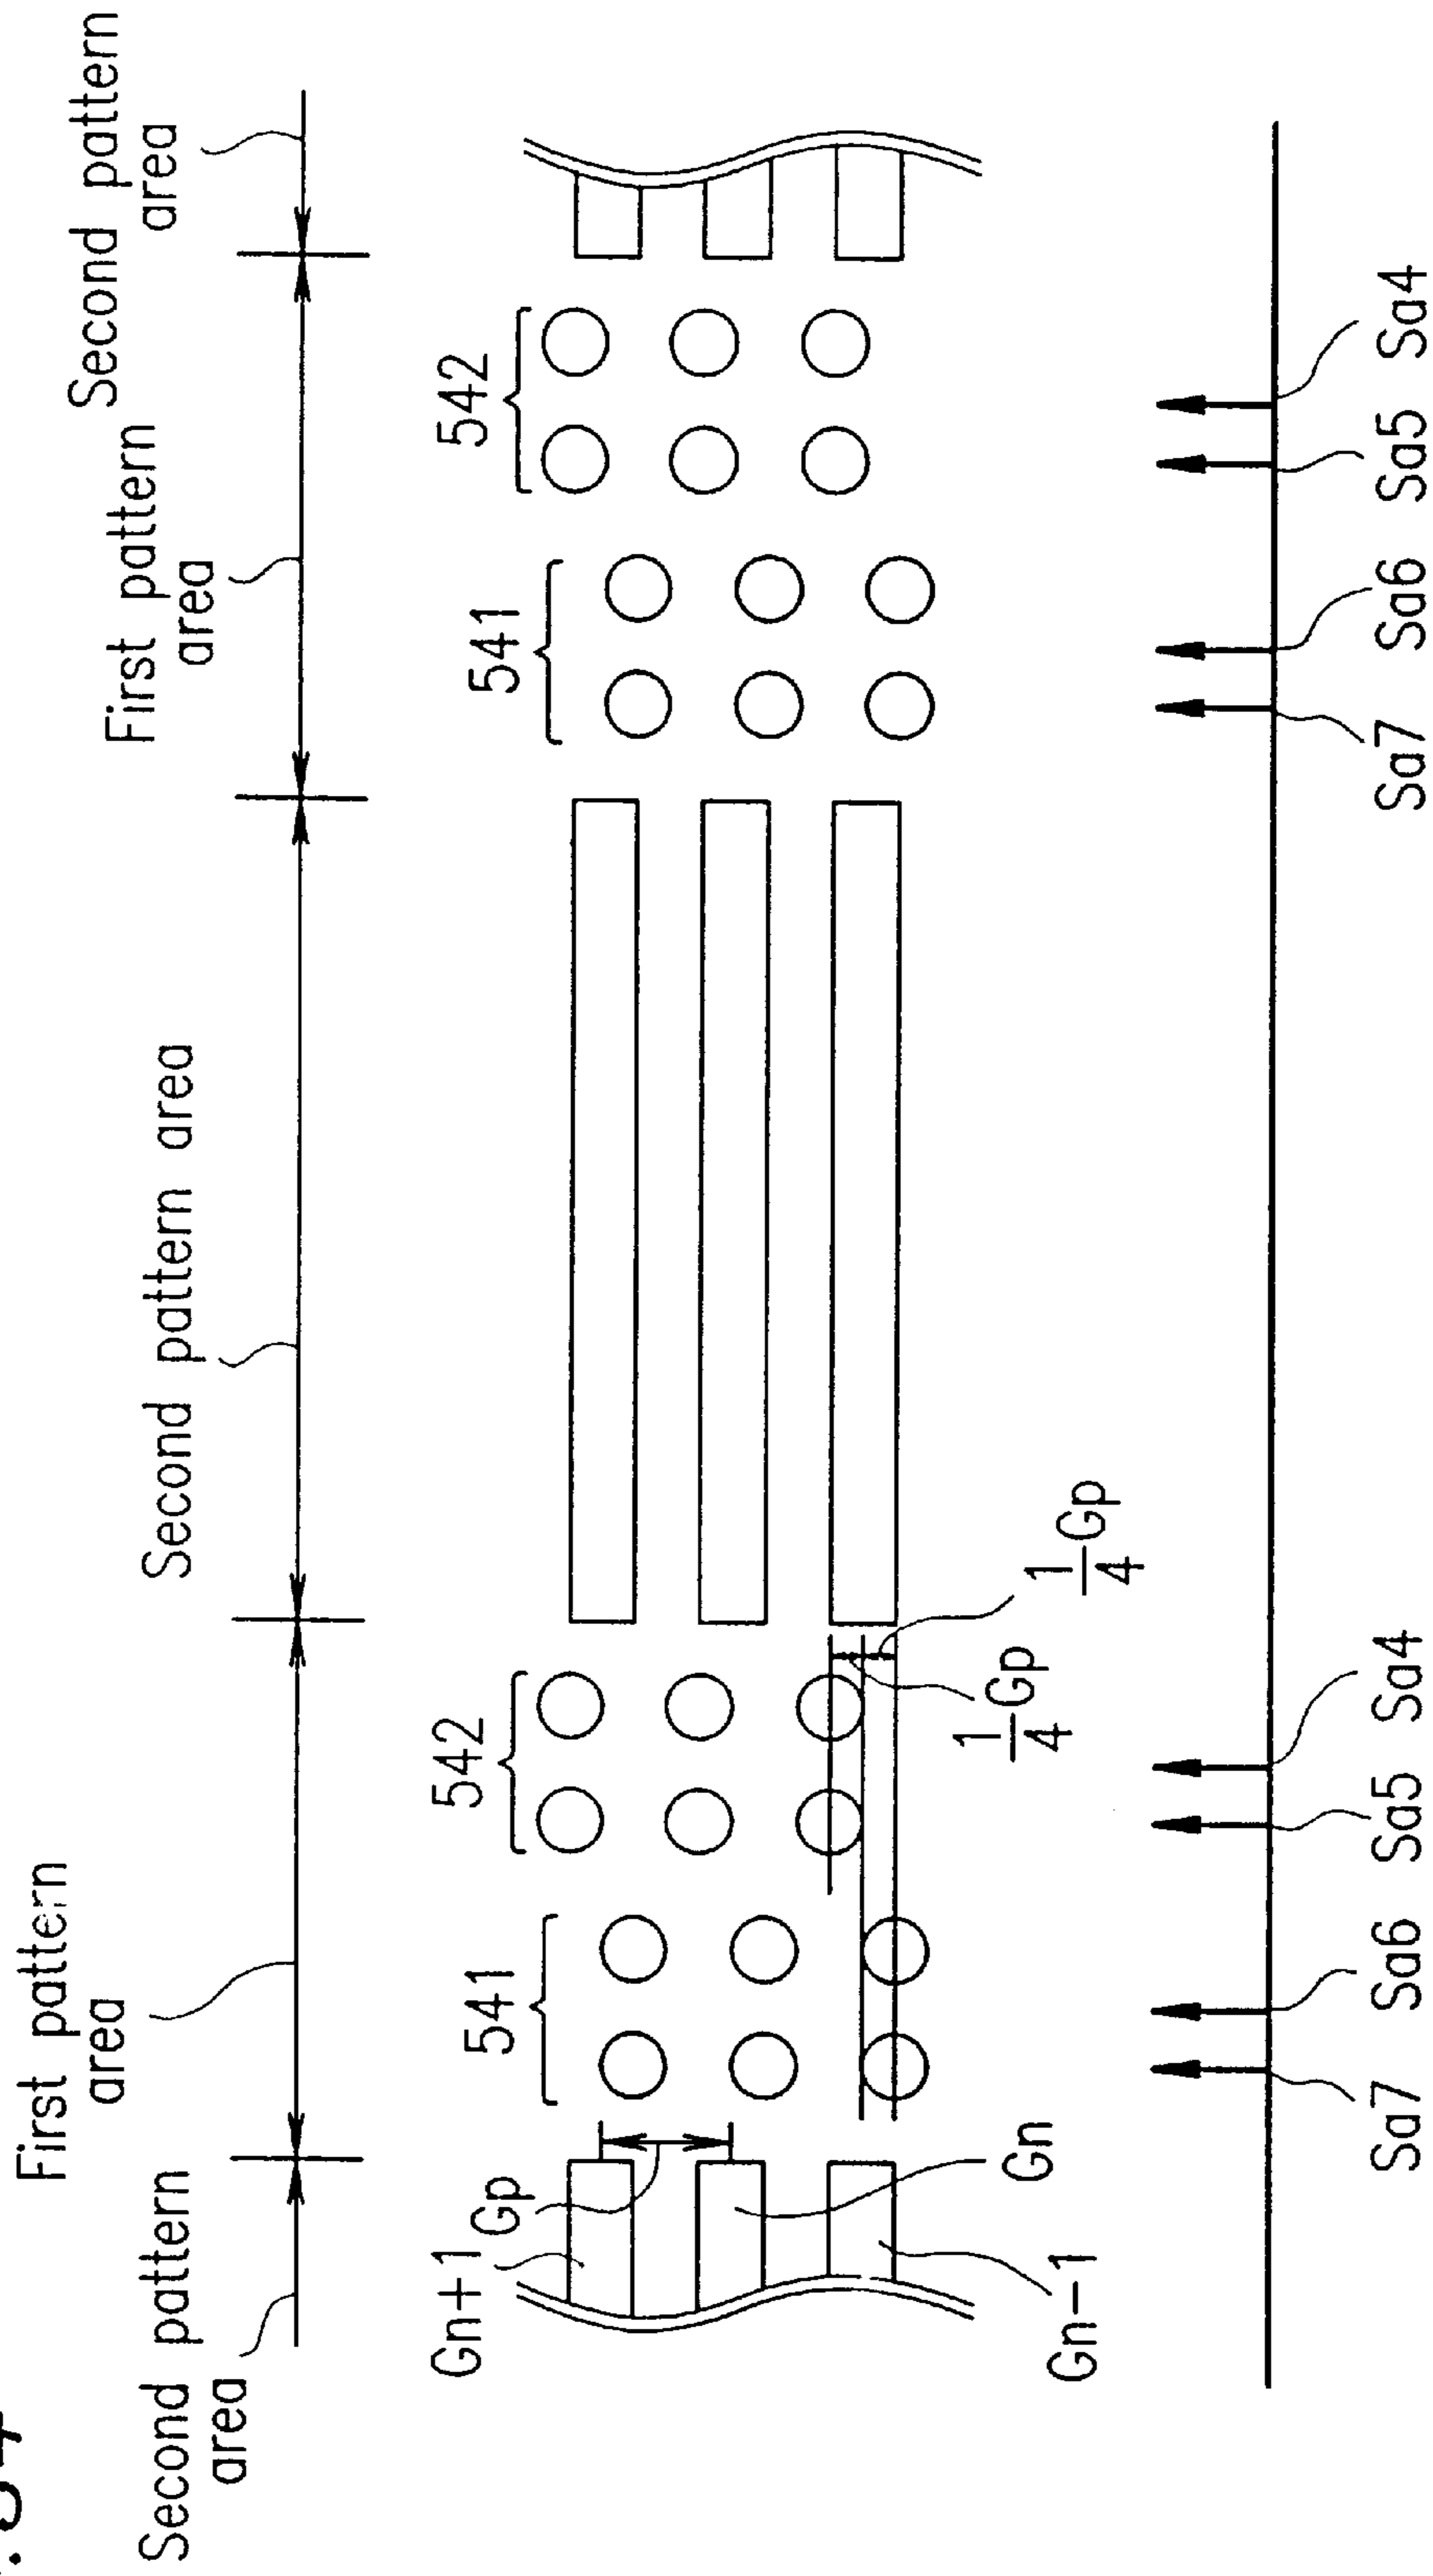 First pattern
area
Second pattern
area
First pattern
area
Second pattern area
Second pattern
area
541
542
541
542
Gn+1
Gp
Gn
Gn−1
1/4 Gp
1/4 Gp
Sa7
Sa6
Sa5
Sa4
Sa7
Sa6
Sa5
Sa4